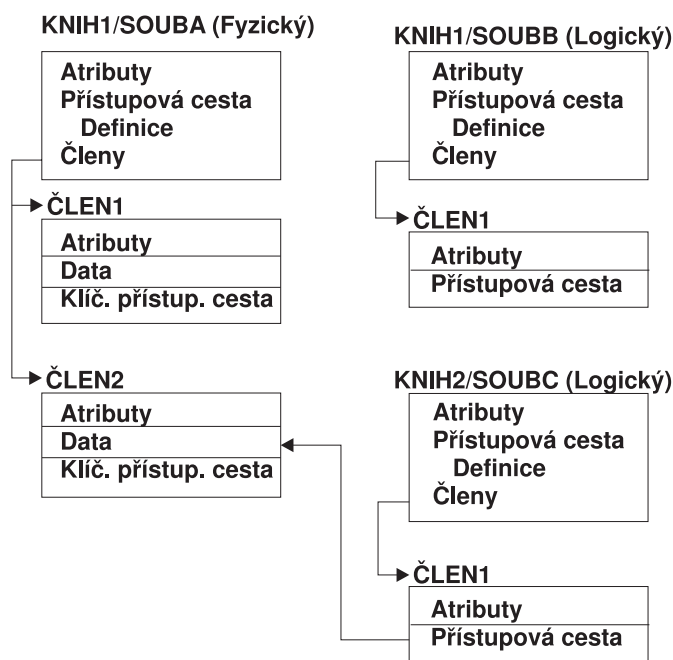 KNIH1/SOUBA (Fyzický)
Atributy
Přístupová cesta
Definice
Členy
ČLEN1
Atributy
Data
Klíč. přístup. cesta
ČLEN2
Atributy
Data
Klíč. přístup. cesta
KNIH1/SOUBB (Logický)
Atributy
Přístupová cesta
Definice
Členy
ČLEN1
Atributy
Přístupová cesta
KNIH2/SOUBC (Logický)
Atributy
Přístupová cesta
Definice
Členy
ČLEN1
Atributy
Přístupová cesta